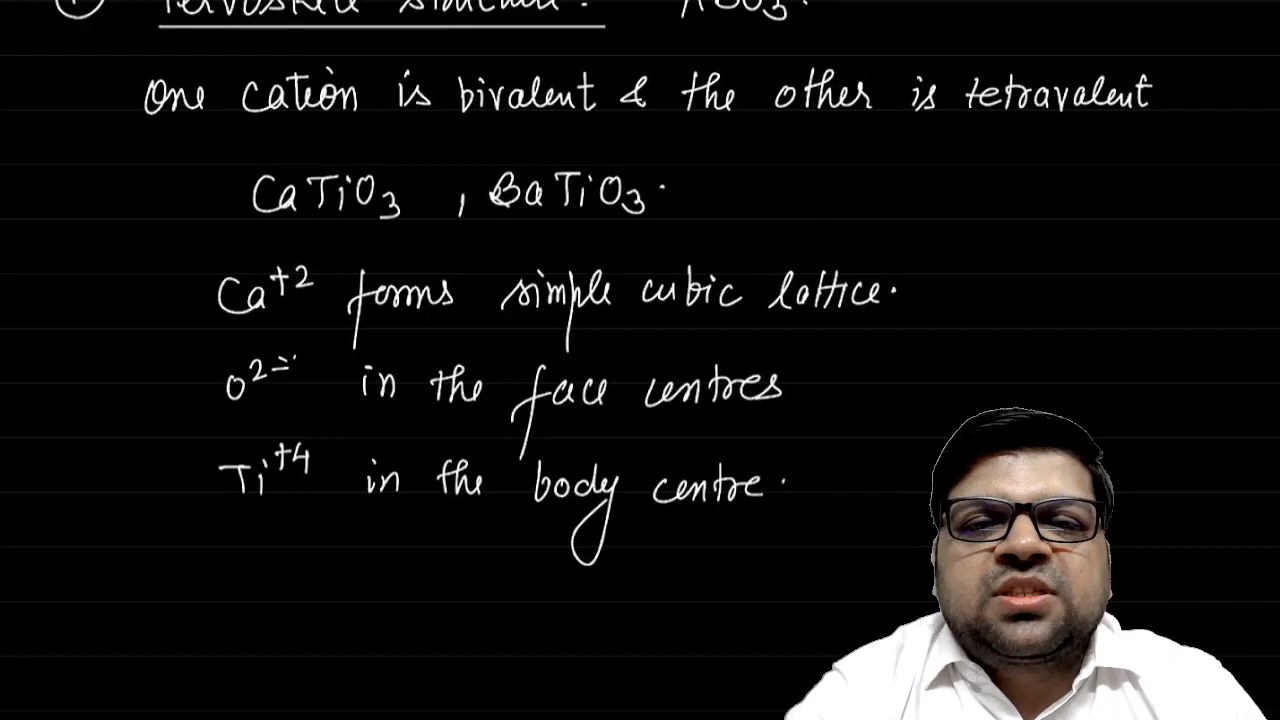 structure:
One cation is bivalent & the other is tetravalent
CaTiO3 , BaTiO3.
Ca+2 forms simple cubic lattice.
O2- in the face centres
Ti+4 in the body centre.